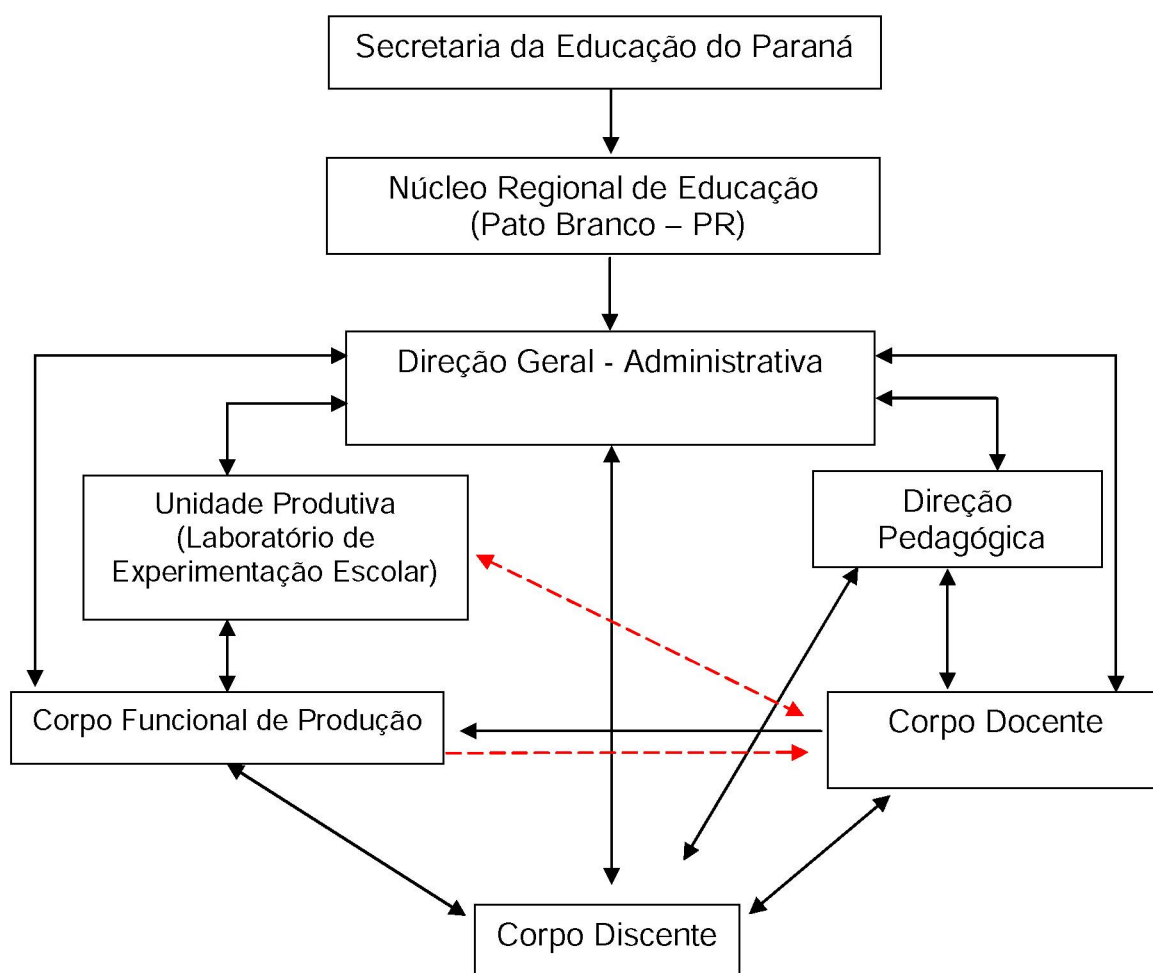 Secretaria da Educação do Paraná
Núcleo Regional de Educação
(Pato Branco – PR)
Direção Geral - Administrativa
Unidade Produtiva
(Laboratório de
Experimentação Escolar)
Direção
Pedagógica
Corpo Funcional de Produção
Corpo Docente
Corpo Discente